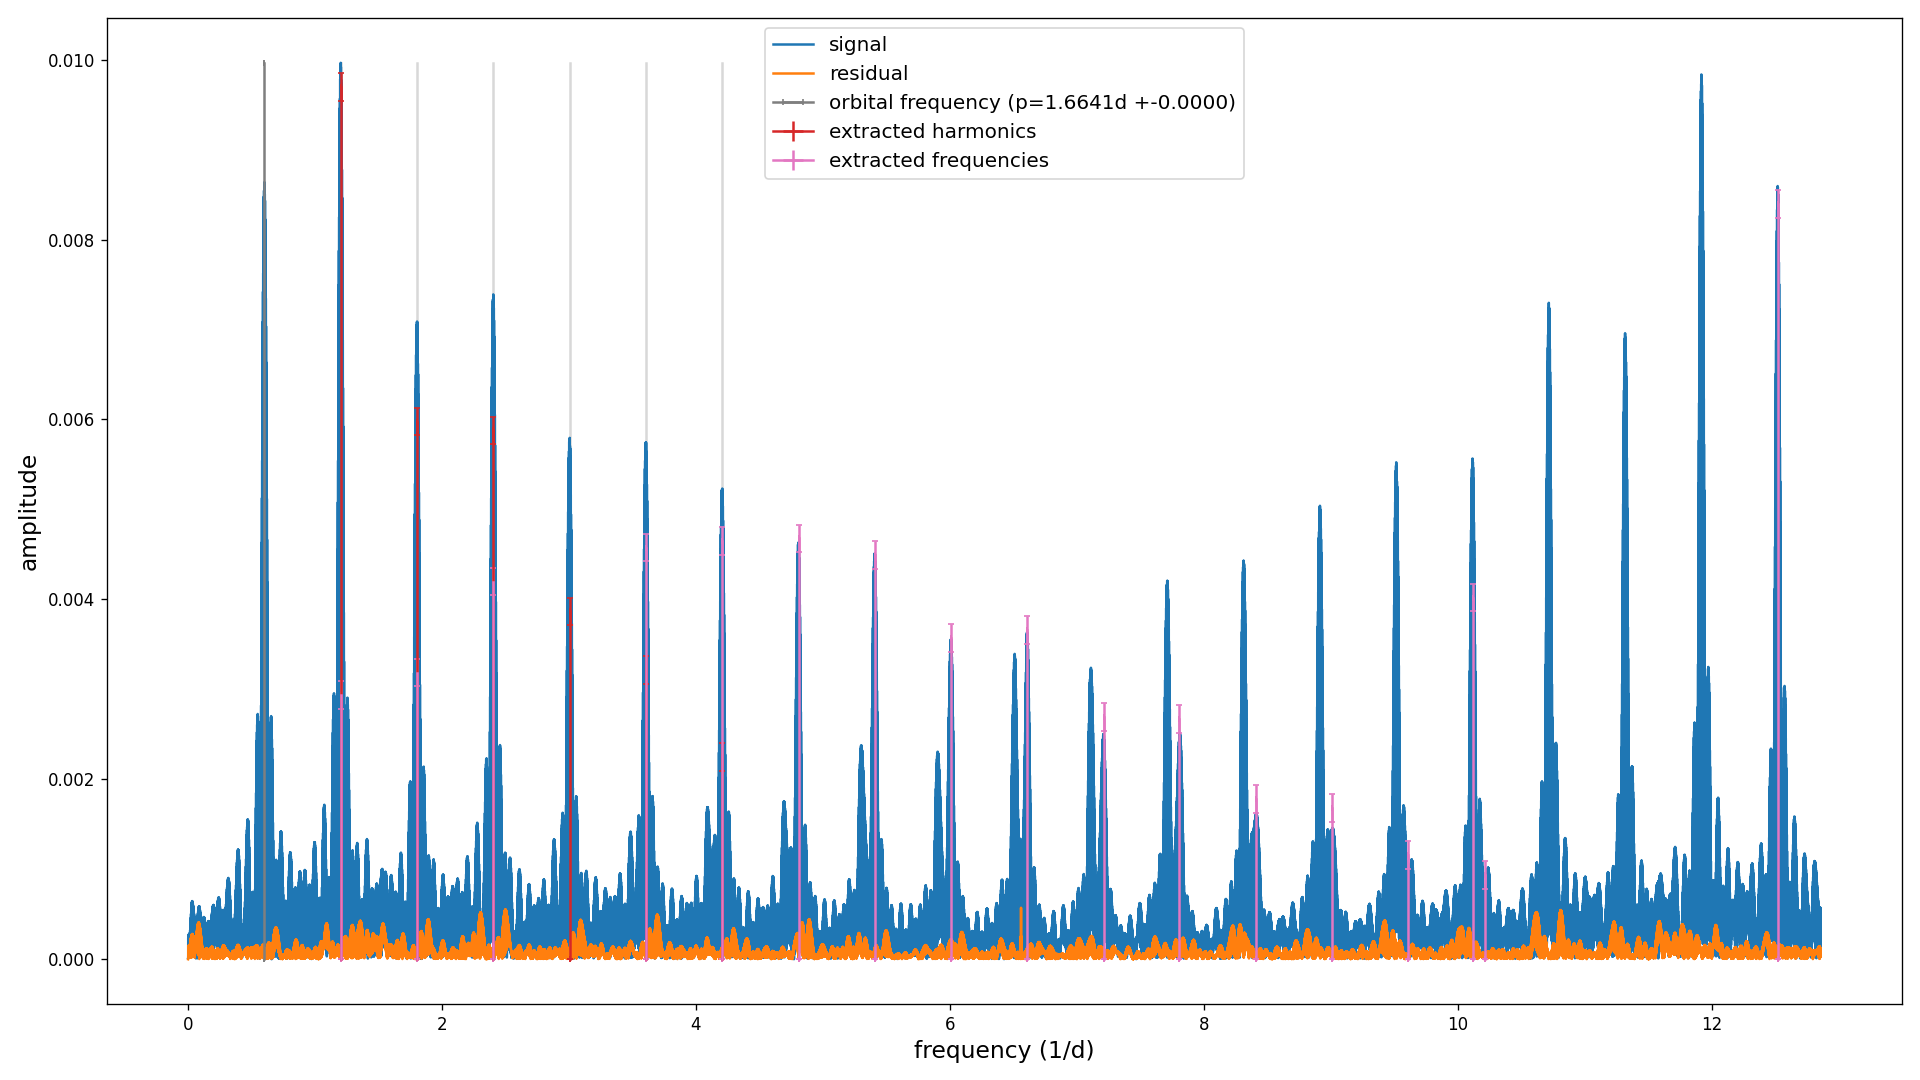 signal
residual
orbital frequency (p=1.6641d +-0.0000)
extracted harmonics
extracted frequencies
amplitude
0.010
0.008
0.006
0.004
0.002
0.000
0 2 4 6 8 10 12
frequency (1/d)